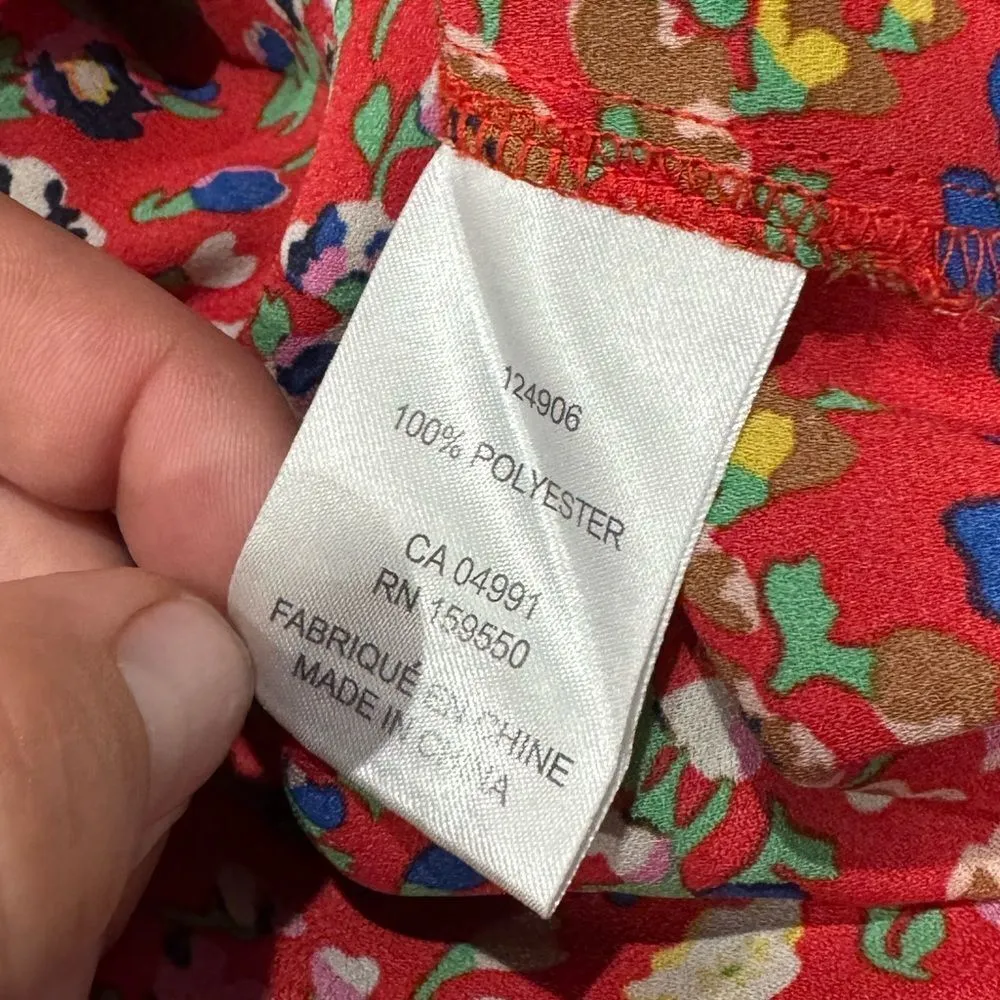 124906
100% POLYESTER
CA 04991
RN 159550
FABRIQUÉ EN CHINE
MADE IN CHINA